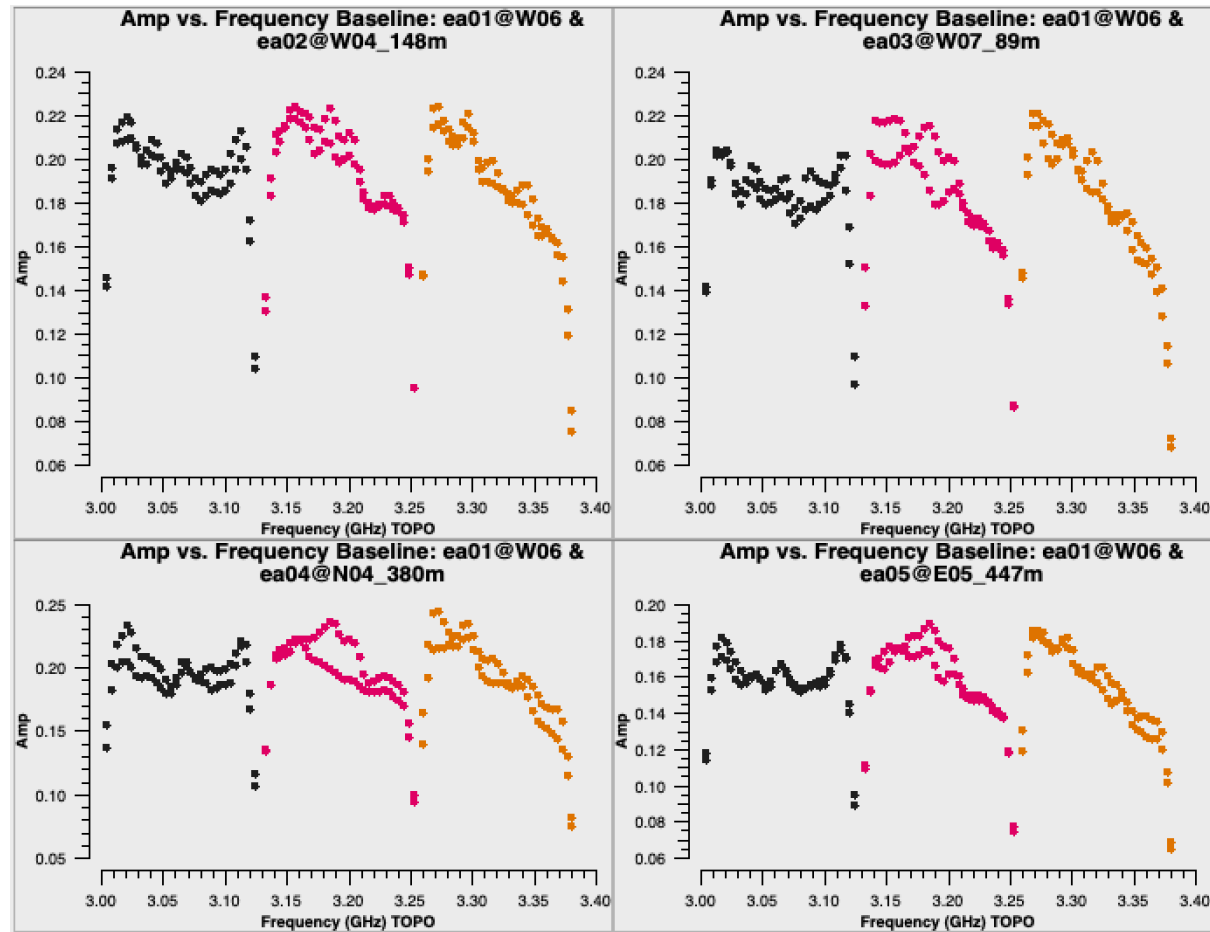 Amp vs. Frequency Baseline: ea01@W06 &
ea02@W04_148m
0.24
0.22
0.20
0.18
0.16
0.14
0.12
0.10
0.08
0.06
Amp
3.00 3.05 3.10 3.15 3.20 3.25 3.30 3.35 3.40
Frequency (GHz) TOPO
Amp vs. Frequency Baseline: ea01@W06 &
ea03@W07_89m
0.24
0.22
0.20
0.18
0.16
0.14
0.12
0.10
0.08
0.06
Amp
3.00 3.05 3.10 3.15 3.20 3.25 3.30 3.35 3.40
Frequency (GHz) TOPO
Amp vs. Frequency Baseline: ea01@W06 &
ea04@N04_380m
0.25
0.20
0.15
0.10
0.05
Amp
3.00 3.05 3.10 3.15 3.20 3.25 3.30 3.35 3.40
Frequency (GHz) TOPO
Amp vs. Frequency Baseline: ea01@W06 &
ea05@E05_447m
0.20
0.18
0.16
0.14
0.12
0.10
0.08
0.06
Amp
3.00 3.05 3.10 3.15 3.20 3.25 3.30 3.35 3.40
Frequency (GHz) TOPO